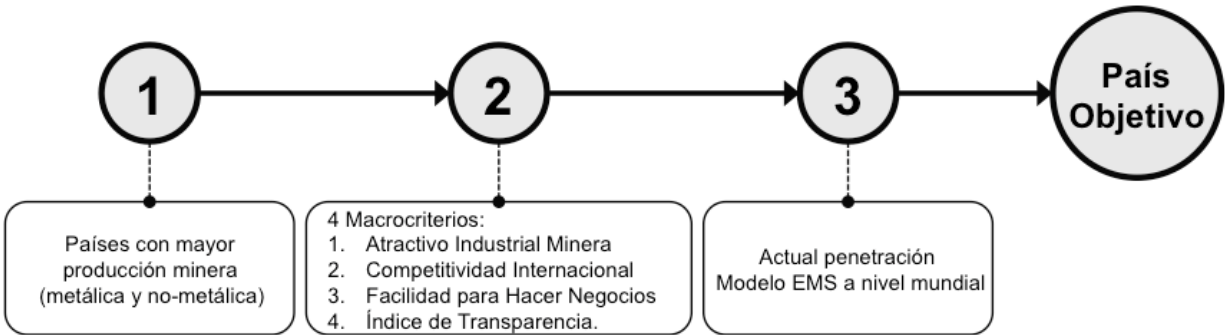 1
2
3
País
Objetivo
Países con mayor
producción minera
(metálica y no-metálica)
4 Macrocriterios:
1. Atractivo Industrial Minera
2. Competitividad Internacional
3. Facilidad para Hacer Negocios
4. Índice de Transparencia.
Actual penetración
Modelo EMS a nivel mundial